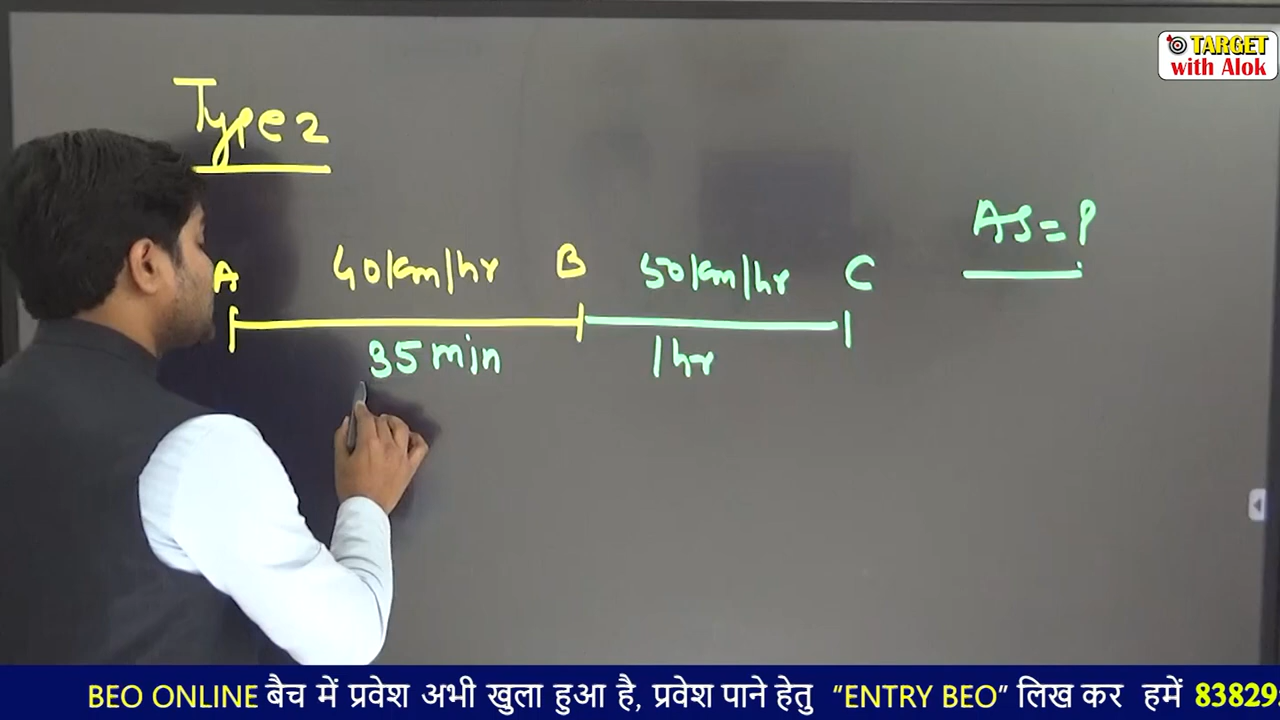 TARGET
with Alok
Type 2
AS = ?
A 40 km/hr B 50 km/hr C
35 min 1 hr
BEO ONLINE बैच में प्रवेश अभी खुला हुआ है, प्रवेश पाने हेतु “ENTRY BEO” लिख कर हमें